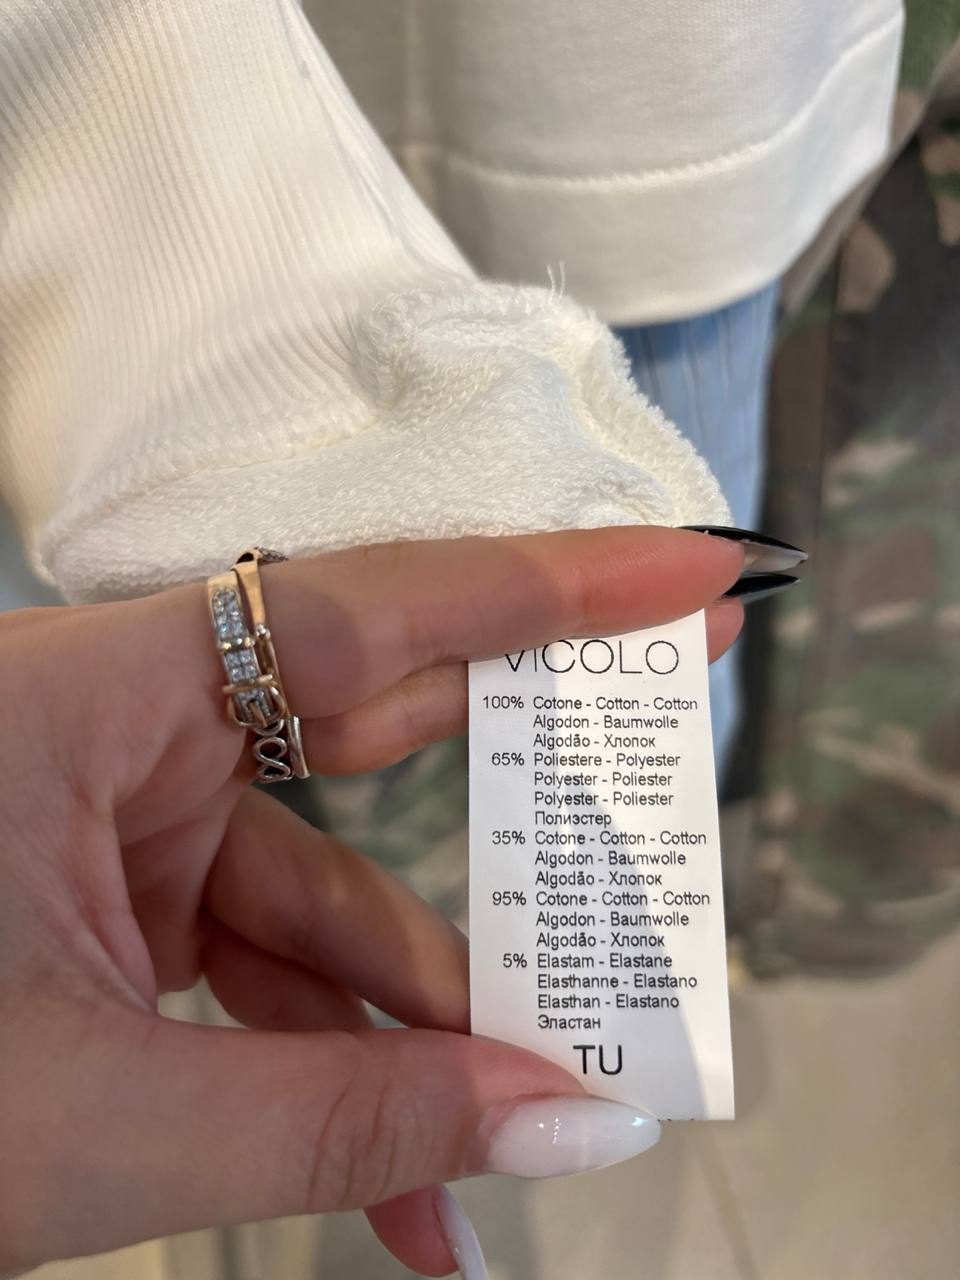 VICOLO
100% Cotone - Cotton - Cotton
Algodon - Baumwolle
Algodão - Хлопок
65% Poliestere - Polyester
Polyester - Poliester
Polyester - Poliester
Полиэстер
35% Cotone - Cotton - Cotton
Algodon - Baumwolle
Algodão - Хлопок
95% Cotone - Cotton - Cotton
Algodon - Baumwolle
Algodão - Хлопок
5% Elastam - Elastane
Elasthanne - Elastano
Elasthan - Elastano
Эластан
TU